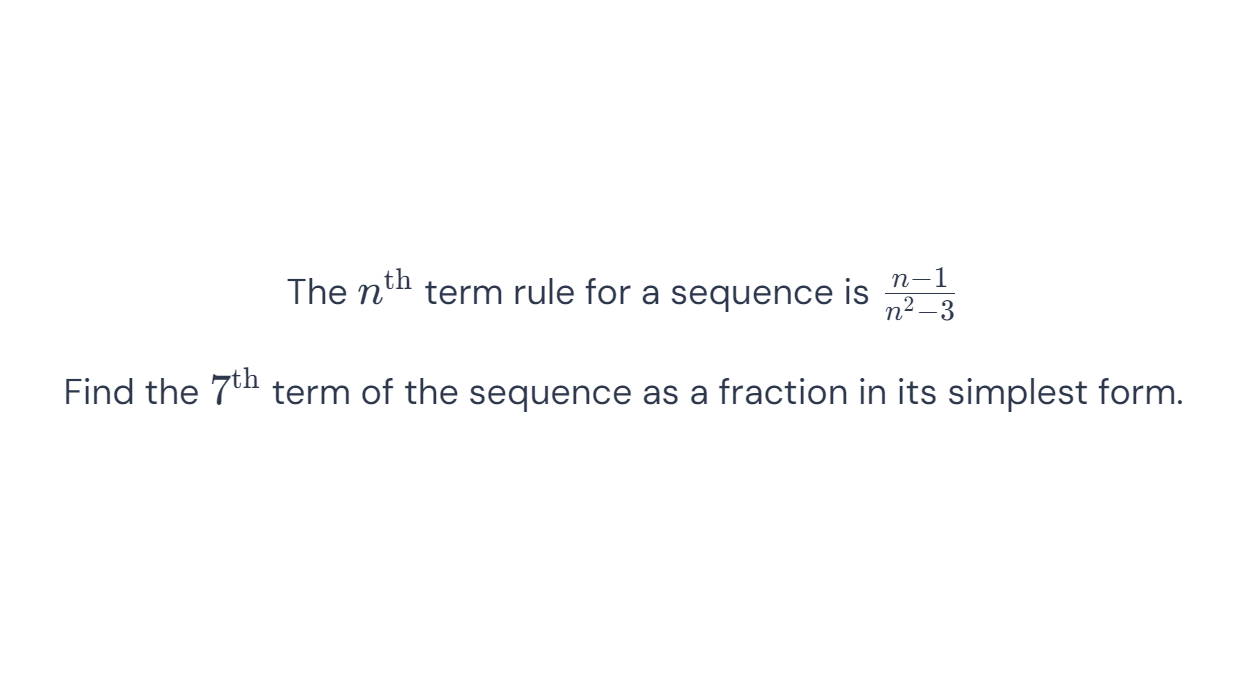 The $n^{\text{th}}$ term rule for a sequence is $\frac{n-1}{n^2-3}$
Find the $7^{\text{th}}$ term of the sequence as a fraction in its simplest form.